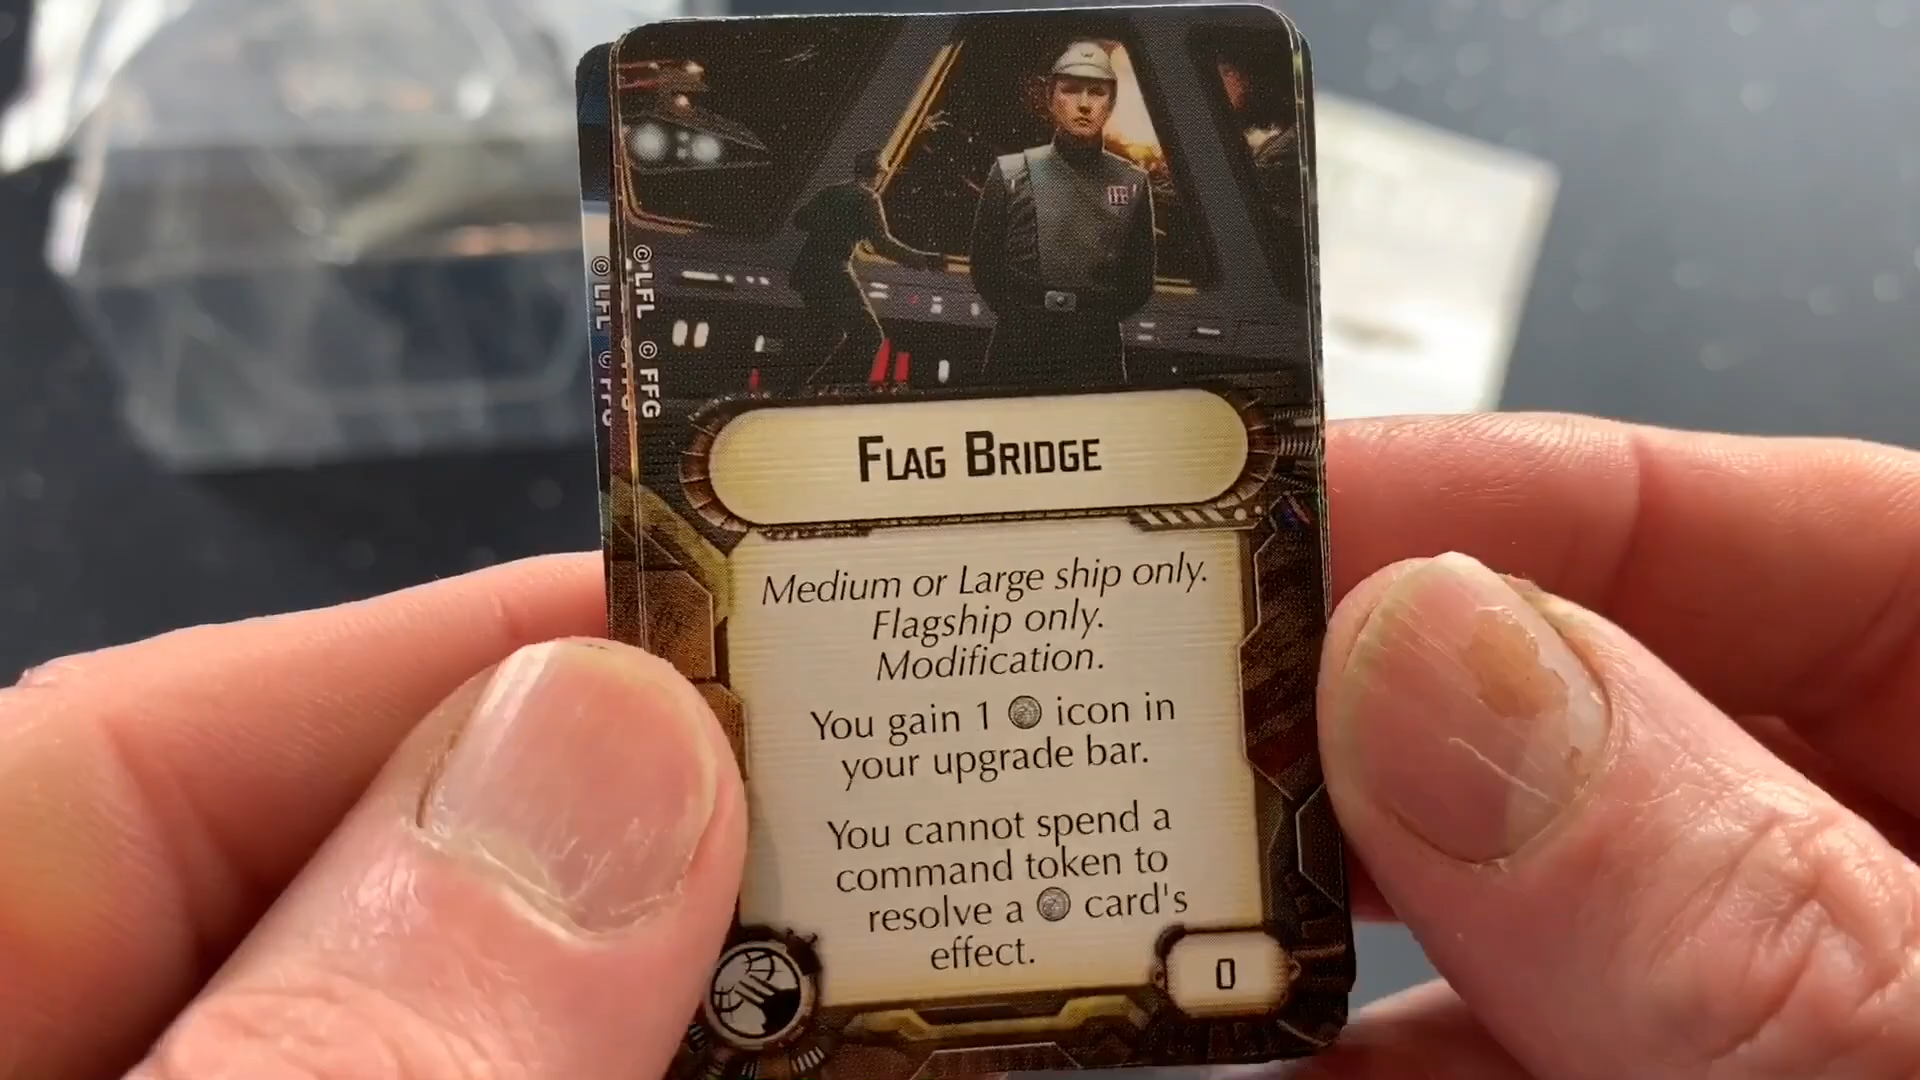 © LFL © FFG
© LFL © FFG
FLAG BRIDGE
Medium or Large ship only.
Flagship only.
Modification.
You gain 1 icon in
your upgrade bar.
You cannot spend a
command token to
resolve a card's
effect.
0